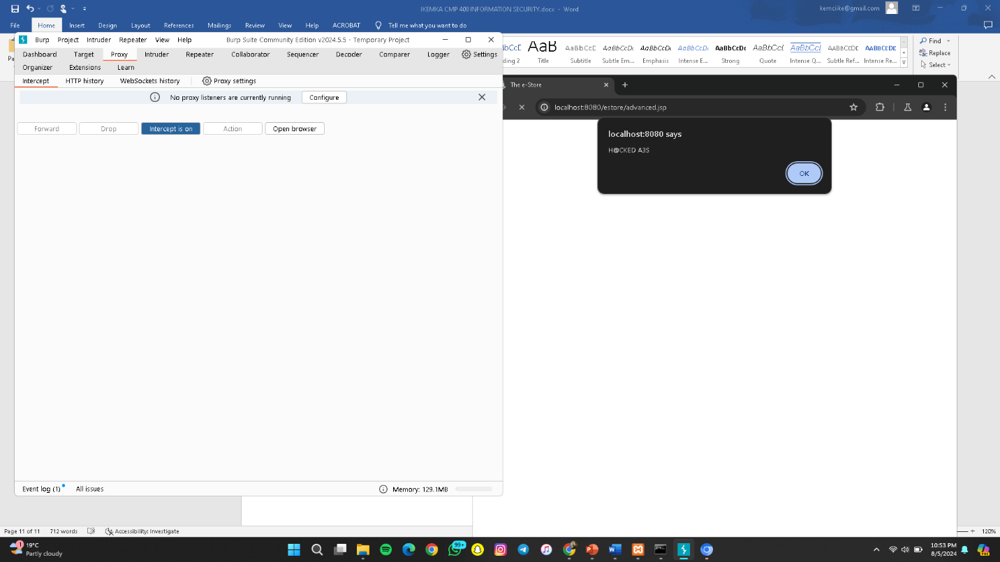 IKEMKA CMP 408 INFORMATION SECURITY.docx - Word
kemciike@gmail.com
File Home Insert Design Layout References Mailings Review View Help ACROBAT Tell me what you want to do
Burp Project Intruder Repeater View Help Burp Suite Community Edition v2024.5.5 - Temporary Project
Dashboard Target Proxy Intruder Repeater Collaborator Sequencer Decoder Comparer Logger Settings
Organizer Extensions Learn
Intercept HTTP history WebSockets history Proxy settings
No proxy listeners are currently running Configure
Forward Drop Intercept is on Action Open browser
Event log (1) All issues Memory: 129.1MB
AaB AaBbCcD AaBbCcDc AaBbCcDc AaBbCcDc AaBbCcDc AaBbCcL AaBbCcL AABBCCDE AABBCCDE
Title Subtitle Subtle Em... Emphasis Intense E... Strong Quote Intense Q... Subtle Ref... Intense Re...
Find
Replace
Select
The e-Store
localhost:8080/estore/advanced.jsp
localhost:8080 says
H@CKED A3S
OK
Page 11 of 11 712 words Accessibility: Investigate 120%
1 19°C
Partly cloudy
99+
10:53 PM
8/5/2024